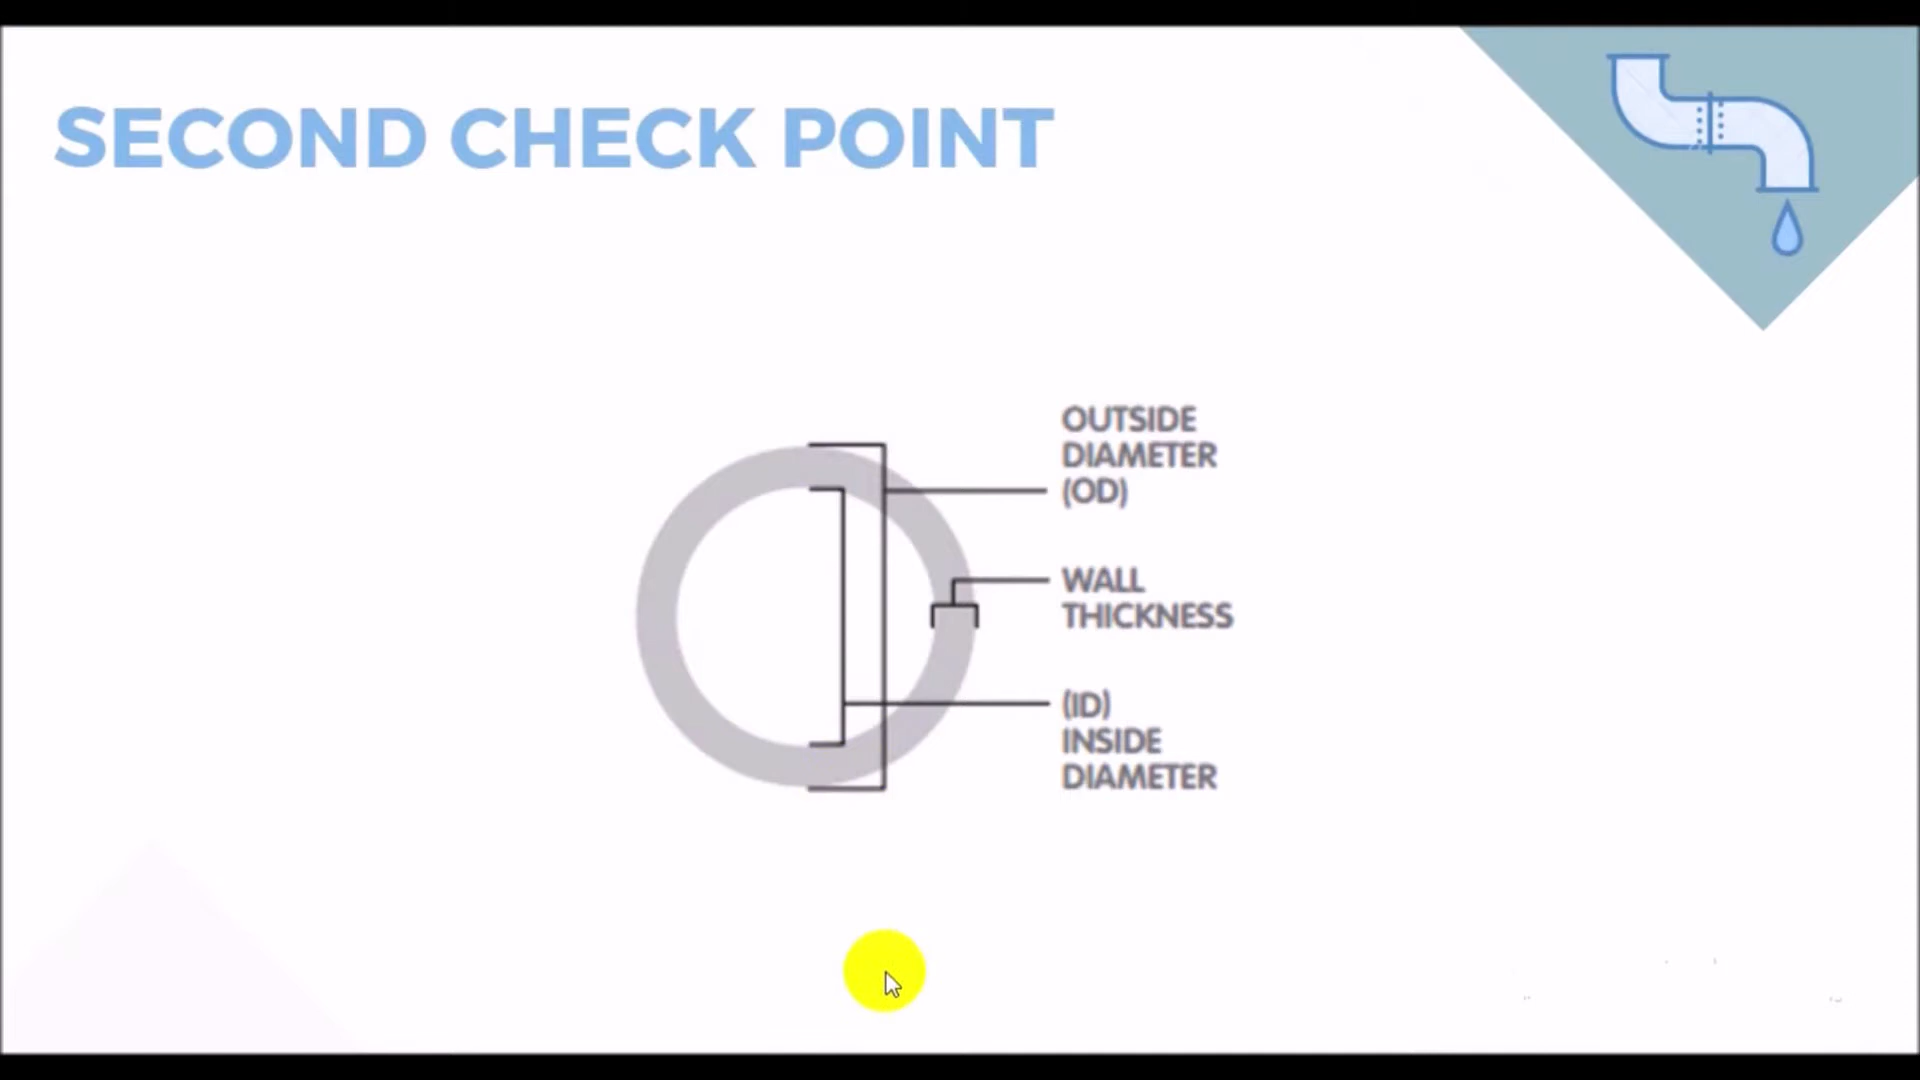 SECOND CHECK POINT
OUTSIDE
DIAMETER
(OD)
WALL
THICKNESS
(ID)
INSIDE
DIAMETER